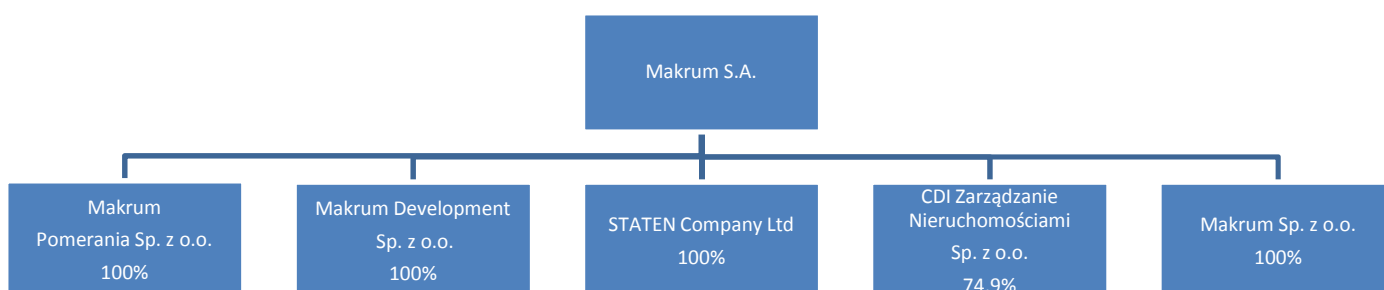 Makrum S.A.
Makrum
Pomerania Sp. z o.o.
100%
Makrum Development
Sp. z o.o.
100%
STATEN Company Ltd
100%
CDI Zarządzanie
Nieruchomościami
Sp. z o.o.
74.9%
Makrum Sp. z o.o.
100%